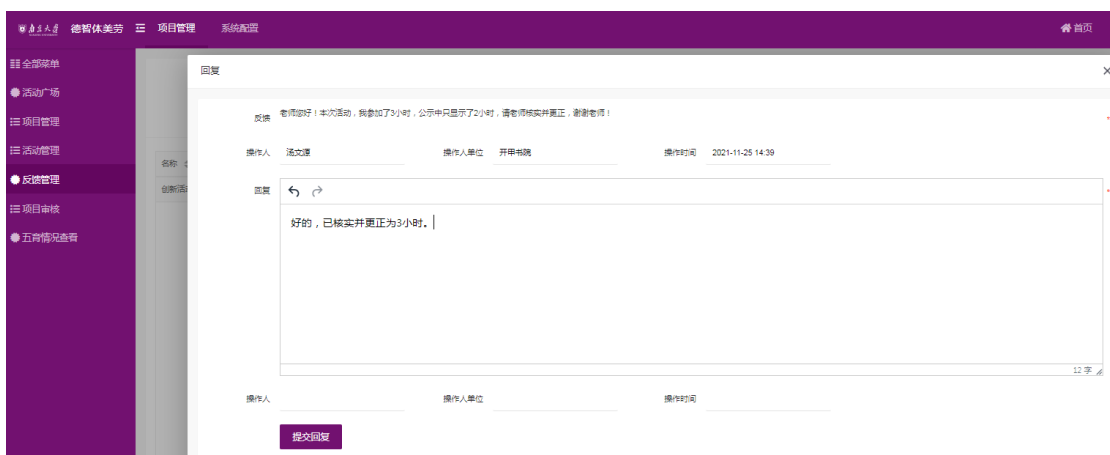 南京大学 德智体美劳 项目管理 系统配置 首页
全部菜单
活动广场
项目管理
活动管理
反馈管理
项目审核
五育情况查看
名称
创新活
回复
反馈 老师您好！本次活动，我参加了3小时，公示中只显示了2小时，请老师核实并更正，谢谢老师！ *
操作人 汤文源 操作人单位 开甲书院 操作时间 2021-11-25 14:39
回复 *
好的，已核实并更正为3小时。
12 字
操作人 操作人单位 操作时间
提交回复